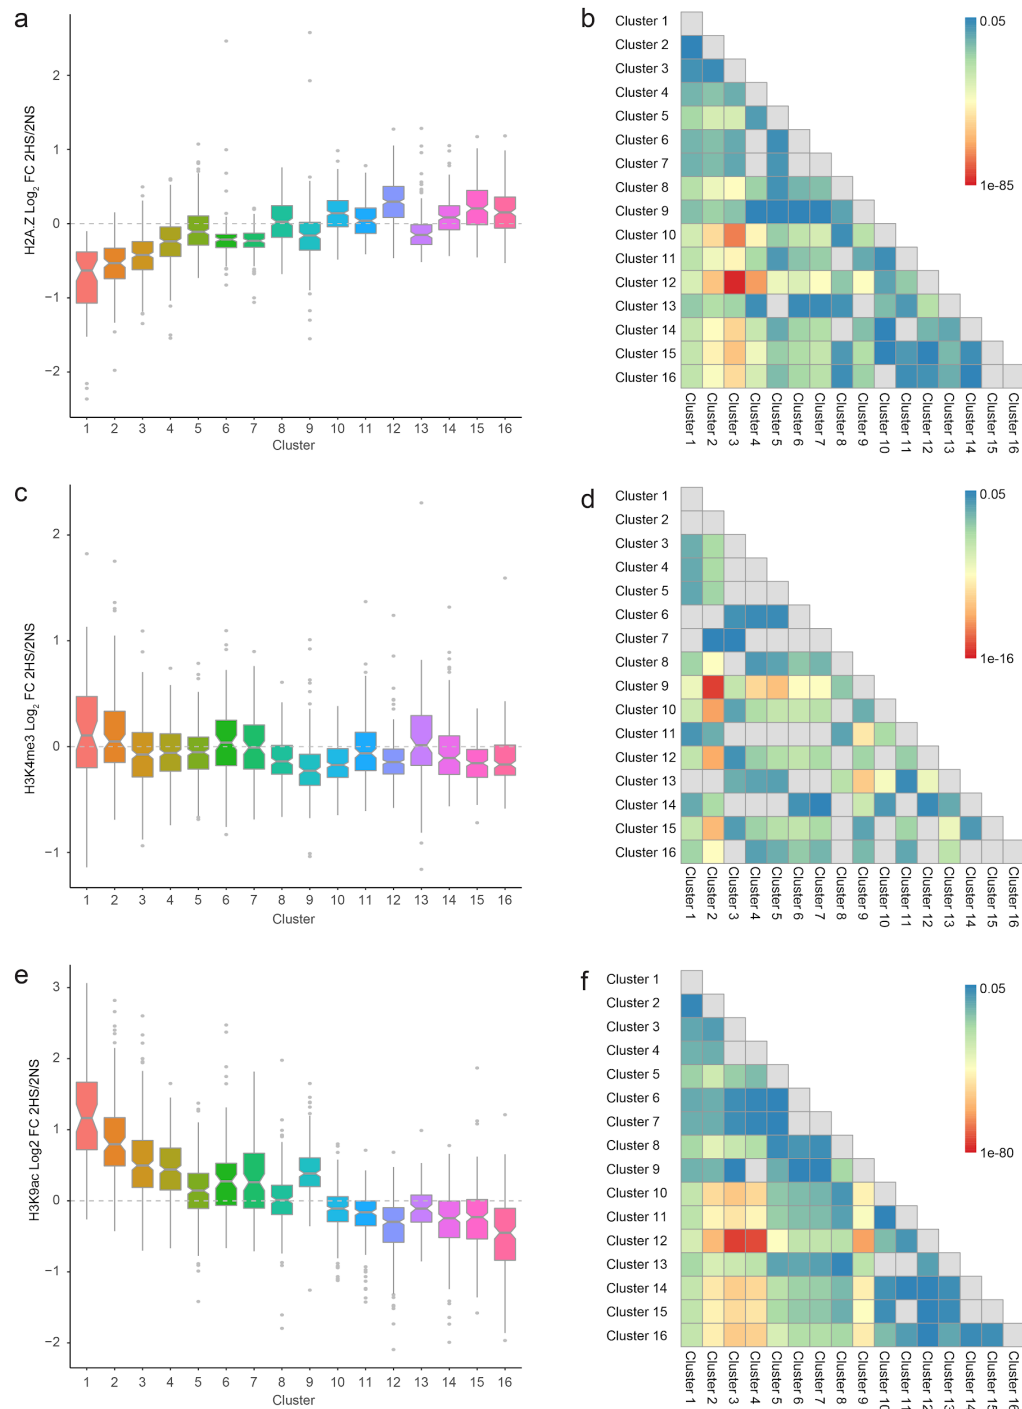 a
H2A.Z Log2 FC 2HS/2NS
2
1
0
−1
−2
1 2 3 4 5 6 7 8 9 10 11 12 13 14 15 16
Cluster
b
Cluster 1
Cluster 2
Cluster 3
Cluster 4
Cluster 5
Cluster 6
Cluster 7
Cluster 8
Cluster 9
Cluster 10
Cluster 11
Cluster 12
Cluster 13
Cluster 14
Cluster 15
Cluster 16
0.05
1e-85
Cluster 1
Cluster 2
Cluster 3
Cluster 4
Cluster 5
Cluster 6
Cluster 7
Cluster 8
Cluster 9
Cluster 10
Cluster 11
Cluster 12
Cluster 13
Cluster 14
Cluster 15
Cluster 16
c
H3K4me3 Log2 FC 2HS/2NS
2
1
0
−1
1 2 3 4 5 6 7 8 9 10 11 12 13 14 15 16
Cluster
d
Cluster 1
Cluster 2
Cluster 3
Cluster 4
Cluster 5
Cluster 6
Cluster 7
Cluster 8
Cluster 9
Cluster 10
Cluster 11
Cluster 12
Cluster 13
Cluster 14
Cluster 15
Cluster 16
0.05
1e-16
Cluster 1
Cluster 2
Cluster 3
Cluster 4
Cluster 5
Cluster 6
Cluster 7
Cluster 8
Cluster 9
Cluster 10
Cluster 11
Cluster 12
Cluster 13
Cluster 14
Cluster 15
Cluster 16
e
H3K9ac Log2 FC 2HS/2NS
3
2
1
0
−1
−2
1 2 3 4 5 6 7 8 9 10 11 12 13 14 15 16
Cluster
f
Cluster 1
Cluster 2
Cluster 3
Cluster 4
Cluster 5
Cluster 6
Cluster 7
Cluster 8
Cluster 9
Cluster 10
Cluster 11
Cluster 12
Cluster 13
Cluster 14
Cluster 15
Cluster 16
0.05
1e-80
Cluster 1
Cluster 2
Cluster 3
Cluster 4
Cluster 5
Cluster 6
Cluster 7
Cluster 8
Cluster 9
Cluster 10
Cluster 11
Cluster 12
Cluster 13
Cluster 14
Cluster 15
Cluster 16